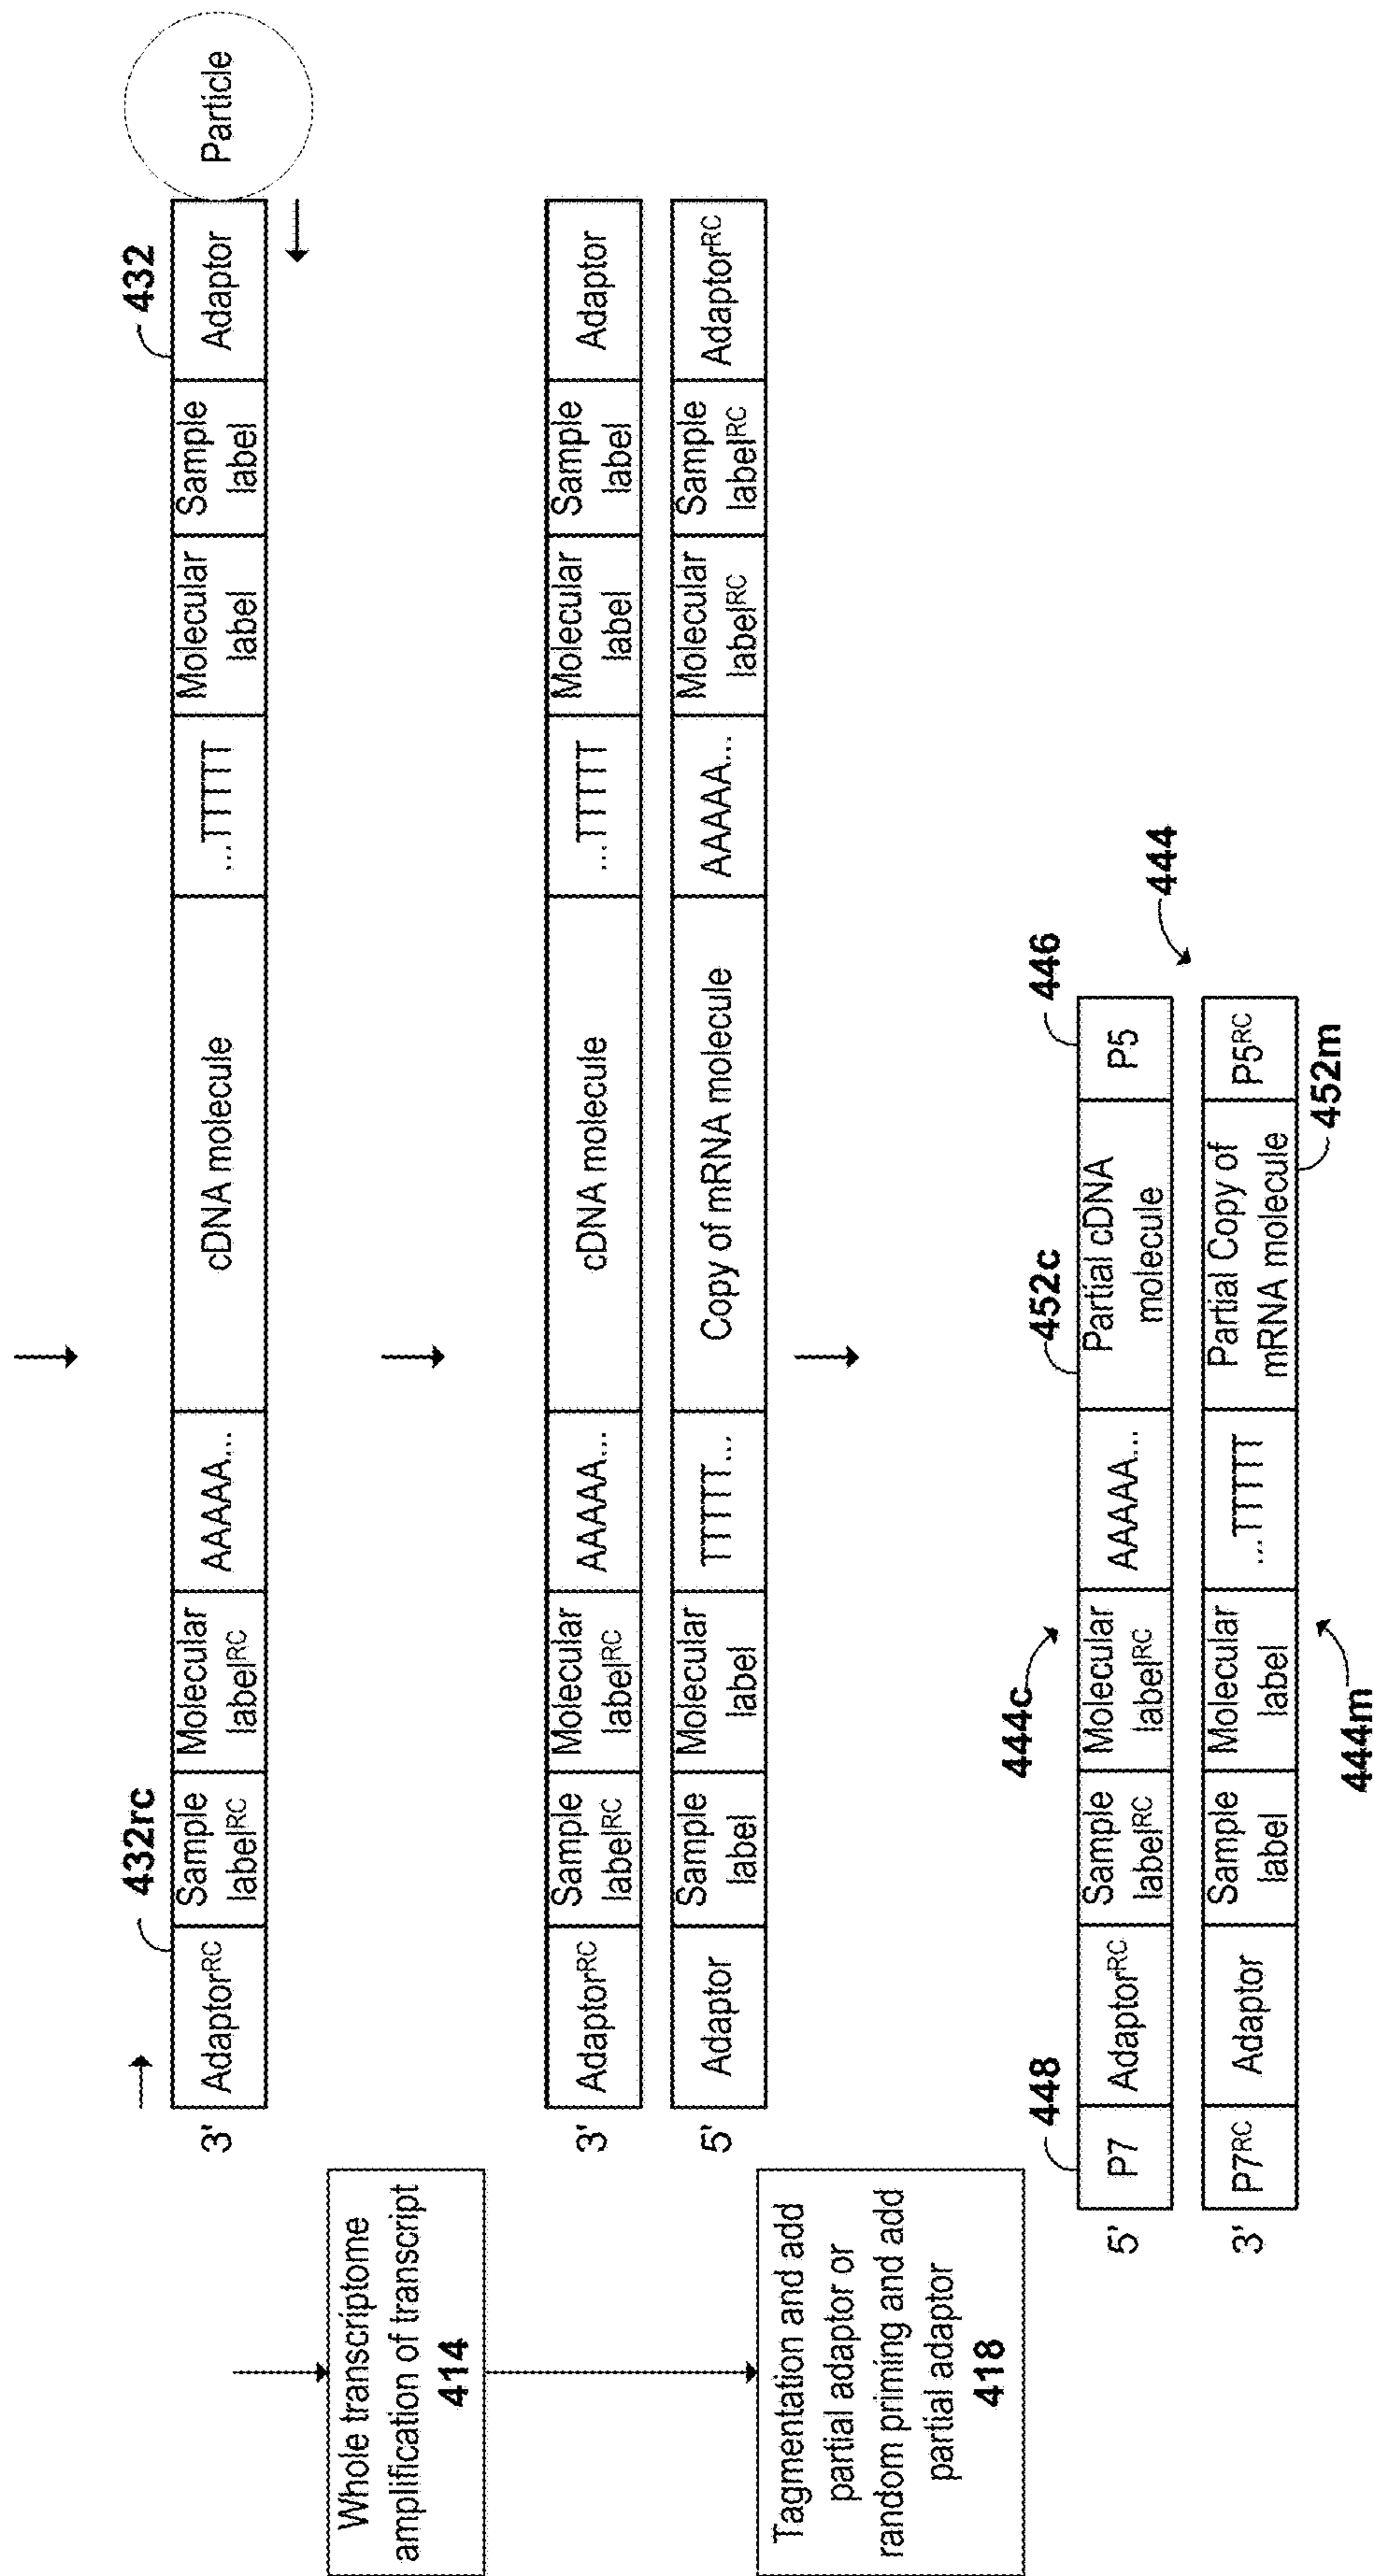 432rc
432
3'
Adaptor^RC
Sample
label^RC
Molecular
label^RC
AAAAA...
cDNA molecule
...TTTTT
Molecular
label
Sample
label
Adaptor
Particle
Whole transcriptome
amplification of transcript
414
3'
Adaptor^RC
Sample
label^RC
Molecular
label^RC
AAAAA...
cDNA molecule
...TTTTT
Molecular
label
Sample
label
Adaptor
5'
Adaptor
Sample
label
Molecular
label
TTTTT...
Copy of mRNA molecule
AAAAA...
Molecular
label^RC
Sample
label^RC
Adaptor^RC
Tagmentation and add
partial adaptor or
random priming and add
partial adaptor
418
448
444c
452c
446
444
5'
P7
Adaptor^RC
Sample
label^RC
Molecular
label^RC
AAAAA...
Partial cDNA
molecule
P5
3'
P7^RC
Adaptor
Sample
label
Molecular
label
...TTTTT
Partial Copy of
mRNA molecule
P5^RC
444m
452m